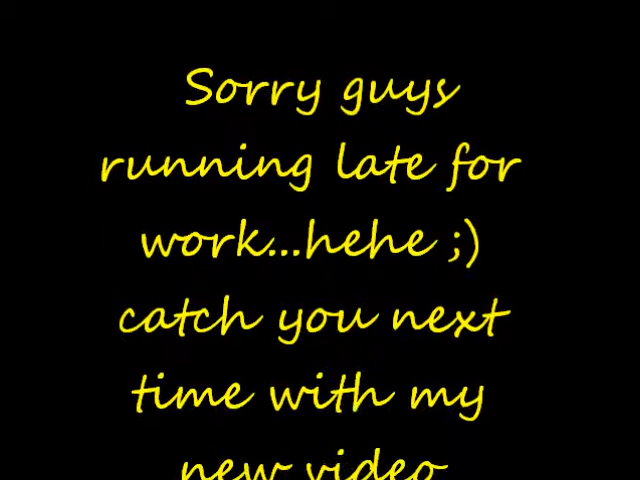 Sorry guys
running late for
work...hehe ;)
catch you next
time with my
new video